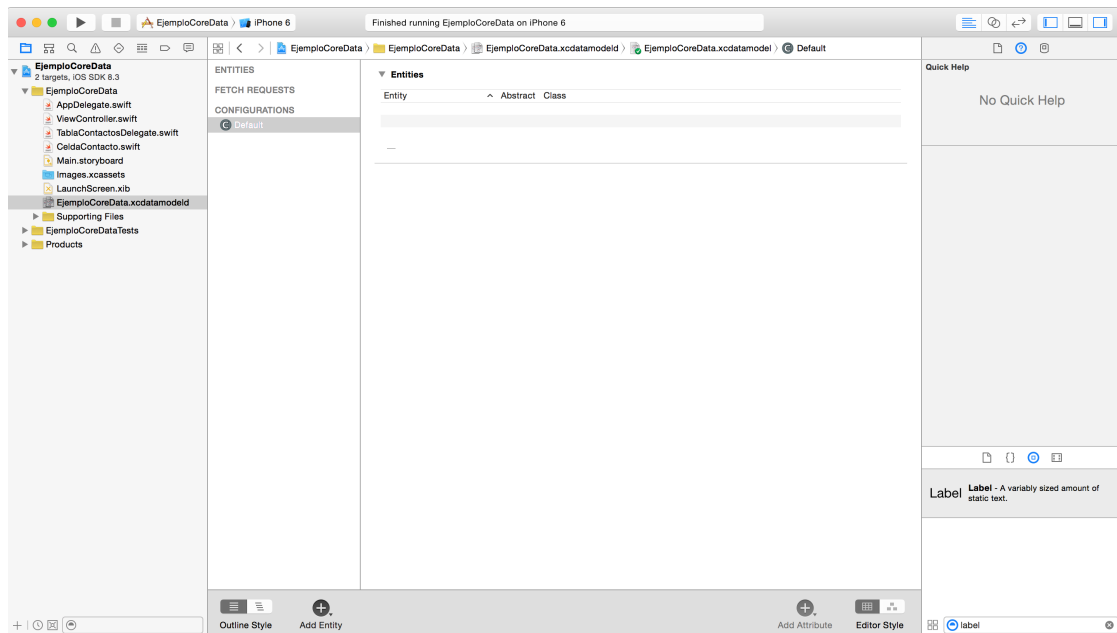 EjemploCoreData
iPhone 6
Finished running EjemploCoreData on iPhone 6
EjemploCoreData
EjemploCoreData
EjemploCoreData.xcdatamodeld
EjemploCoreData.xcdatamodel
C Default
EjemploCoreData
2 targets, iOS SDK 8.3
EjemploCoreData
AppDelegate.swift
ViewController.swift
TablaContactosDelegate.swift
CeldaContacto.swift
Main.storyboard
Images.xcassets
LaunchScreen.xib
EjemploCoreData.xcdatamodeld
Supporting Files
EjemploCoreDataTests
Products
ENTITIES
FETCH REQUESTS
CONFIGURATIONS
C Default
Entities
Entity Abstract Class
Quick Help
No Quick Help
Label
Label - A variably sized amount of
static text.
Outline Style
Add Entity
Add Attribute
Editor Style
label